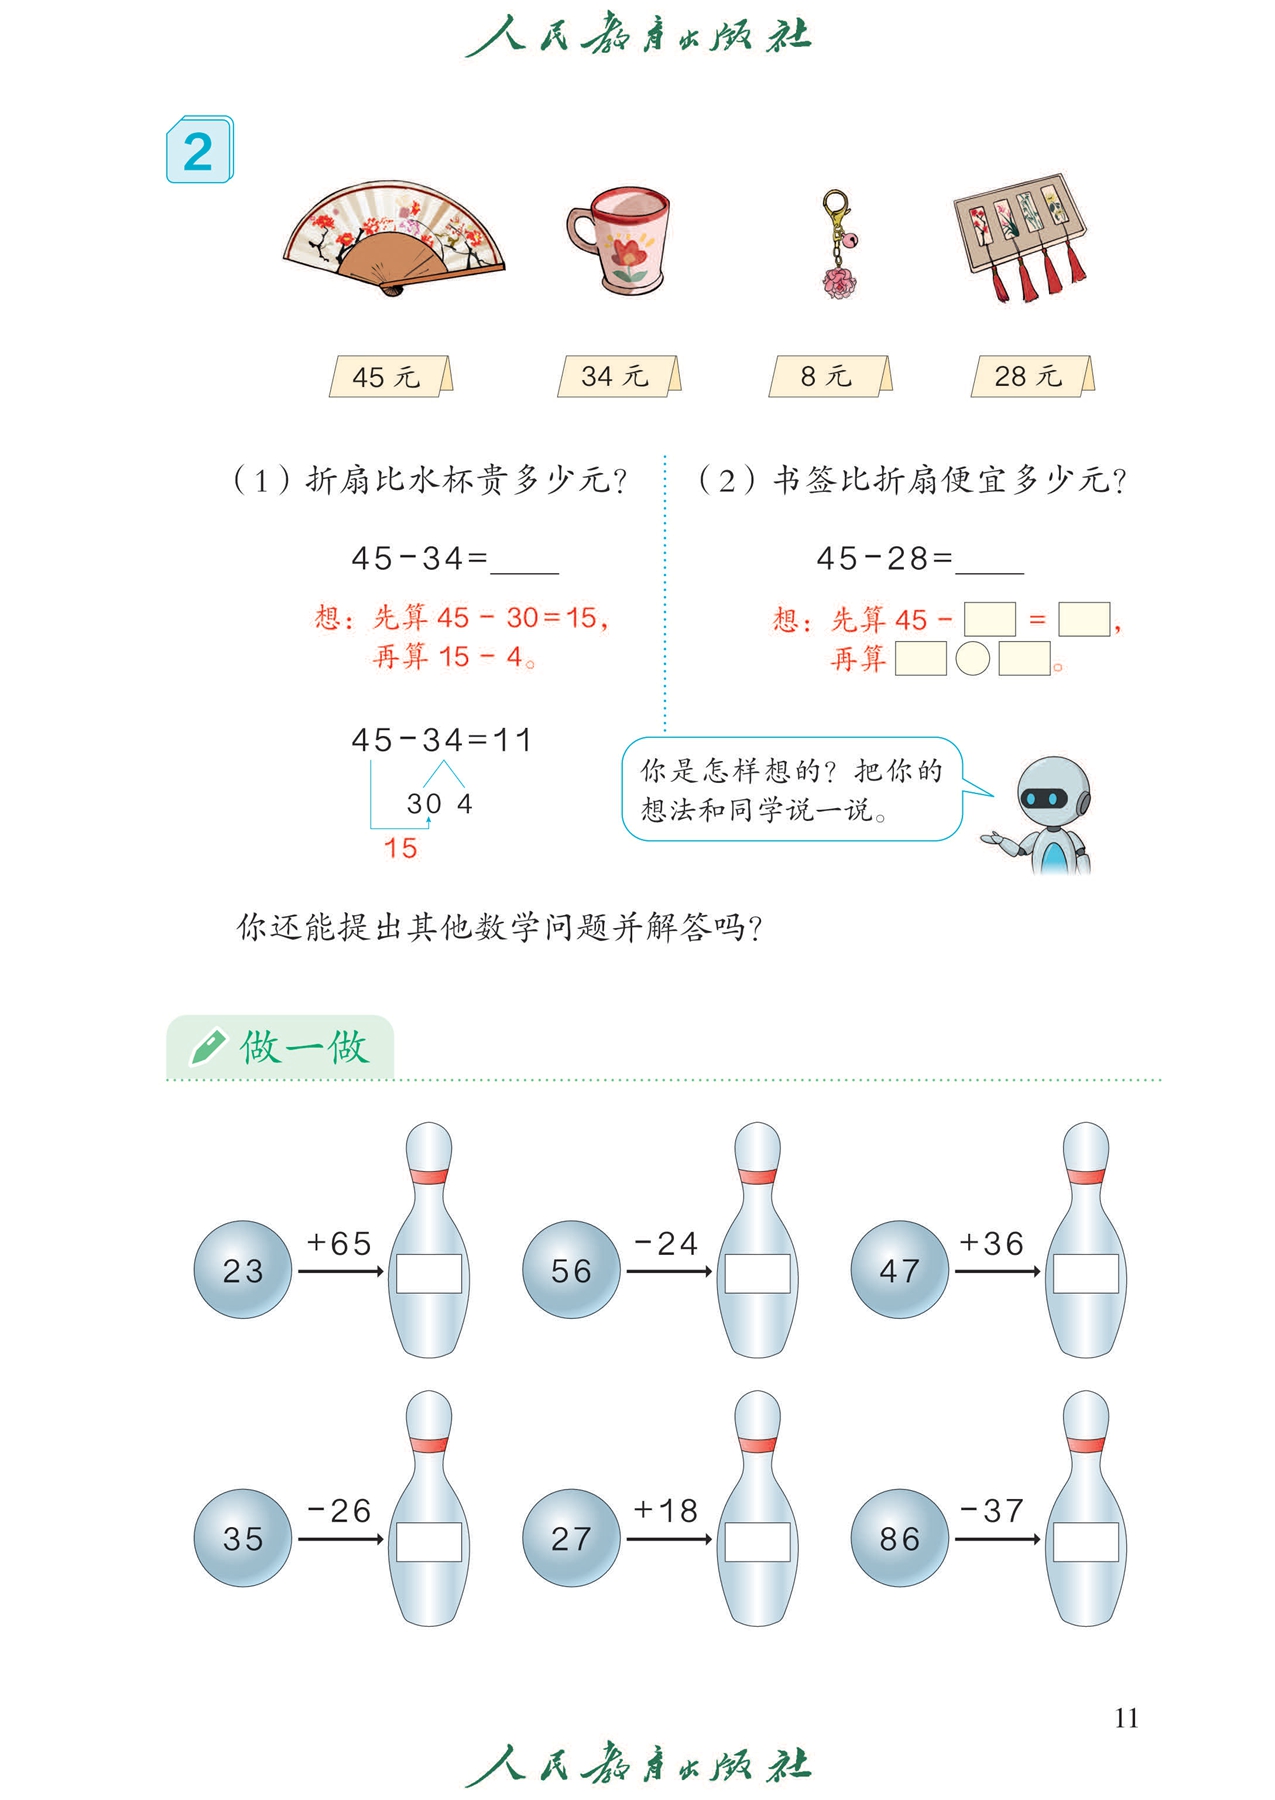 人民教育出版社
2
45 元 34 元 8 元 28 元
（1）折扇比水杯贵多少元？
45－34=____
想：先算 45 － 30=15，
再算 15 － 4。
45－34=11
30 4
15
（2）书签比折扇便宜多少元？
45－28=____
想：先算 45 － □ = □，
再算 □ ○ □。
你是怎样想的？把你的
想法和同学说一说。
你还能提出其他数学问题并解答吗？
做一做
23 +65 56 －24 47 +36
35 －26 27 +18 86 －37
11
人民教育出版社